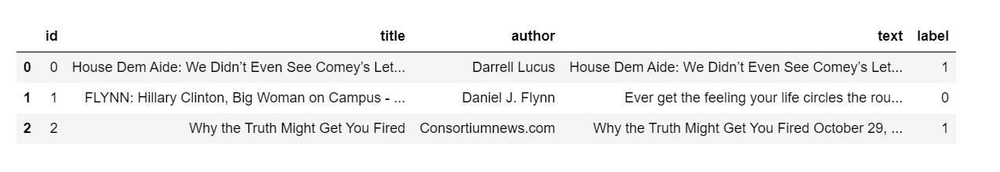 id title author text label
0 0 House Dem Aide: We Didn’t Even See Comey’s Let... Darrell Lucus House Dem Aide: We Didn’t Even See Comey’s Let... 1
1 1 FLYNN: Hillary Clinton, Big Woman on Campus - ... Daniel J. Flynn Ever get the feeling your life circles the rou... 0
2 2 Why the Truth Might Get You Fired Consortiumnews.com Why the Truth Might Get You Fired October 29, ... 1